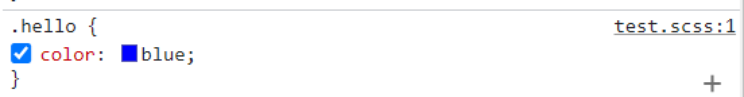 .hello { test.scss:1
color: blue;
}
+